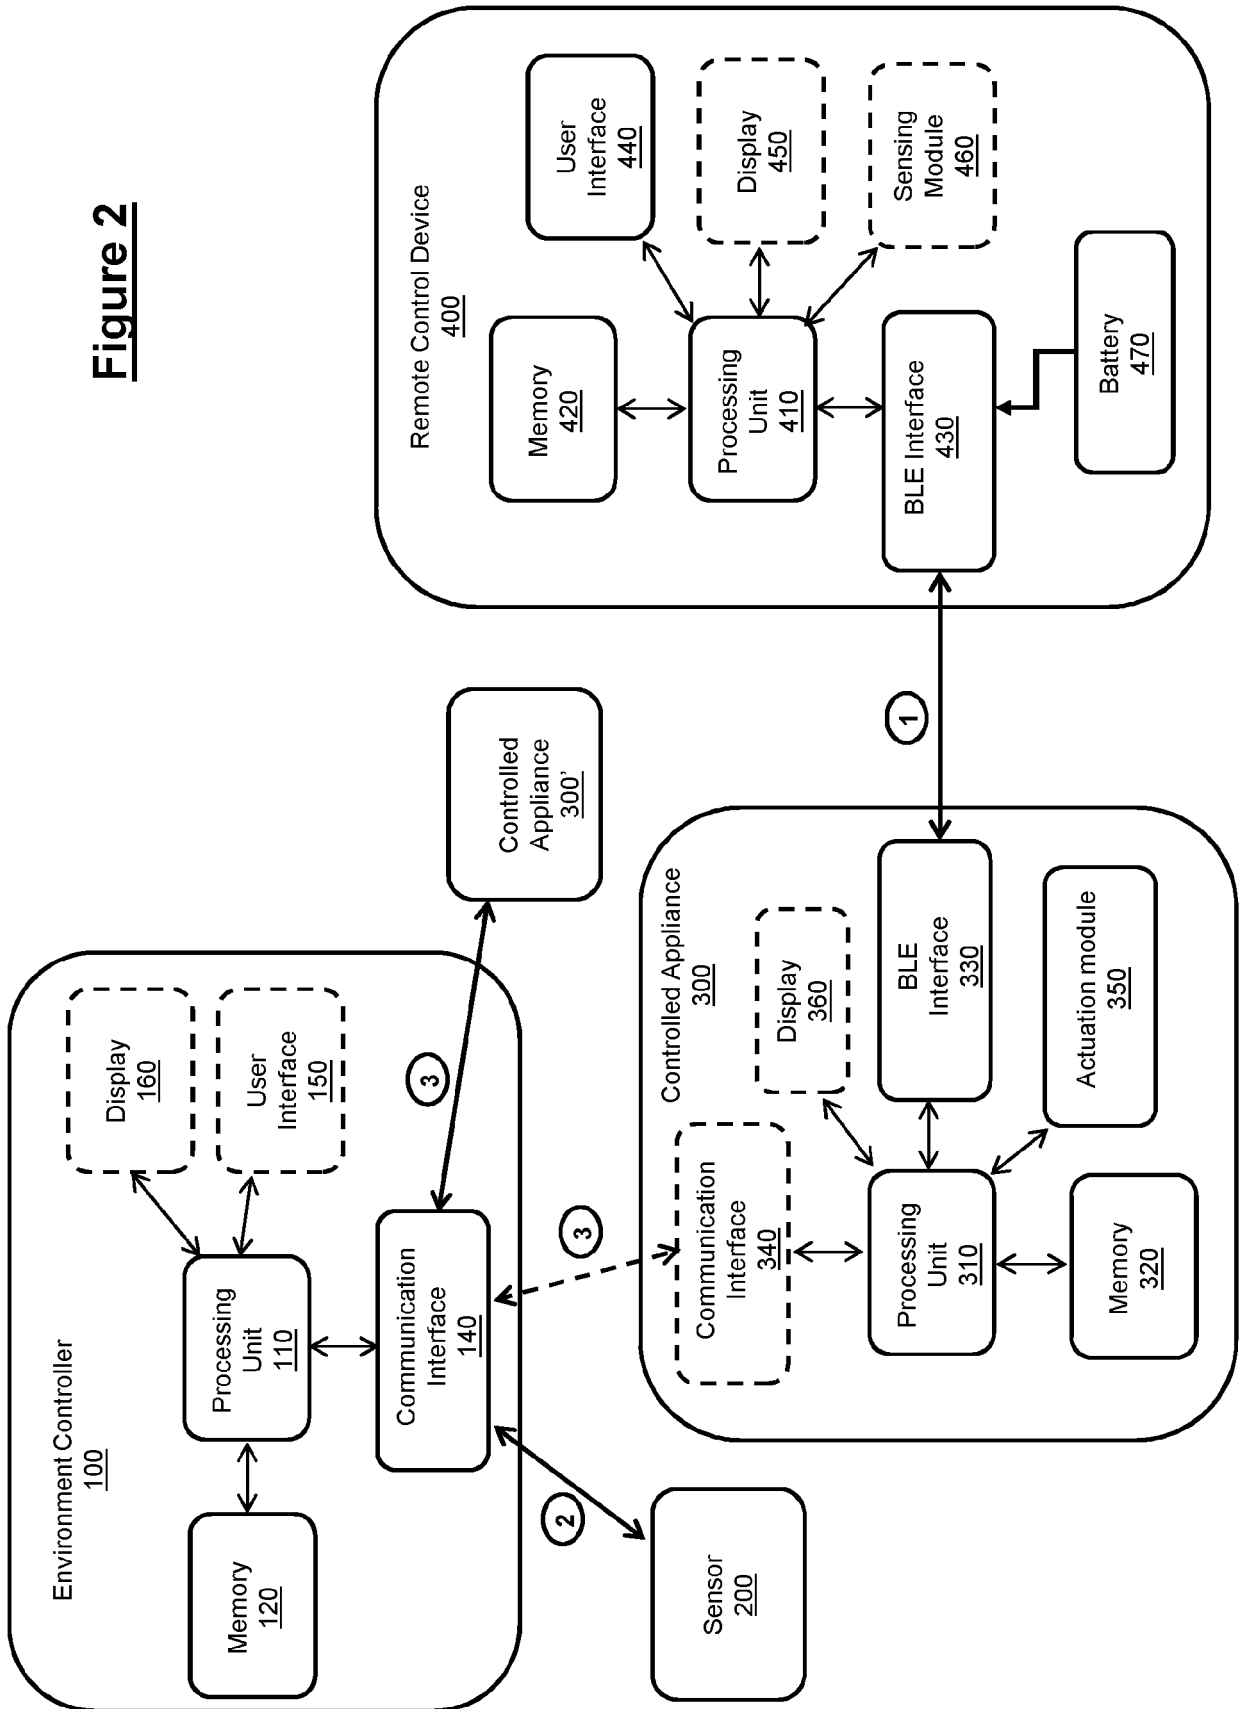 Figure 2
Environment Controller
100
Memory
120
Processing
Unit
110
Display
160
User
Interface
150
Communication
Interface
140
2
3
3
Sensor
200
Controlled
Appliance
300'
Controlled Appliance
300
Communication
Interface
340
Display
360
Processing
Unit
310
BLE
Interface
330
Memory
320
Actuation module
350
1
Remote Control Device
400
Memory
420
User
Interface
440
Processing
Unit
410
Display
450
Sensing
Module
460
BLE Interface
430
Battery
470